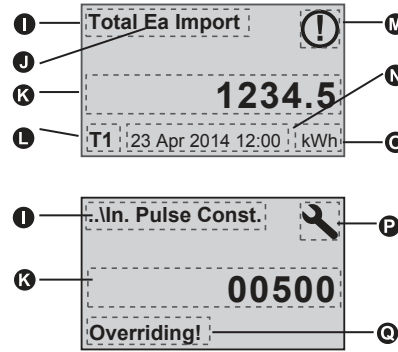 I
Total Ea Import
M
J
K
1234.5
N
L
T1 23 Apr 2014 12:00 kWh
I
..\In. Pulse Const.
P
K
00500
Overriding!
Q